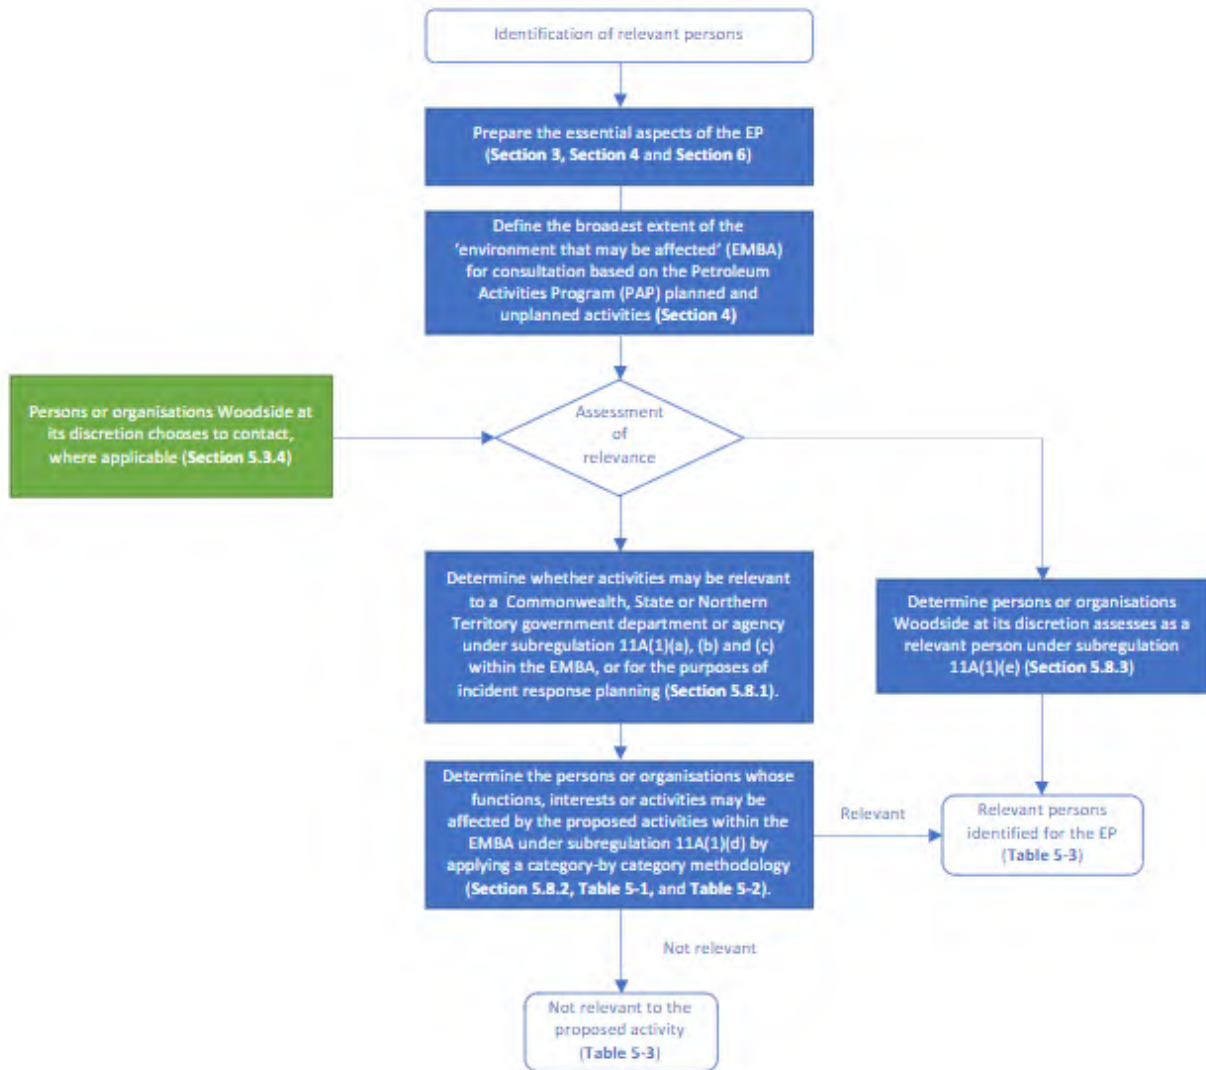 Identification of relevant persons
Prepare the essential aspects of the EP
(Section 3, Section 4 and Section 6)
Define the broadest extent of the
‘environment that may be affected’ (EMBA)
for consultation based on the Petroleum
Activities Program (PAP) planned and
unplanned activities (Section 4)
Persons or organisations Woodside at
its discretion chooses to contact,
where applicable (Section 5.3.4)
Assessment
of
relevance
Determine whether activities may be relevant
to a Commonwealth, State or Northern
Territory government department or agency
under subregulation 11A(1)(a), (b) and (c)
within the EMBA, or for the purposes of
incident response planning (Section 5.8.1).
Determine persons or organisations
Woodside at its discretion assesses as a
relevant person under subregulation
11A(1)(e) (Section 5.8.3)
Determine the persons or organisations whose
functions, interests or activities may be
affected by the proposed activities within the
EMBA under subregulation 11A(1)(d) by
applying a category-by category methodology
(Section 5.8.2, Table 5-1, and Table 5-2).
Relevant
Relevant persons
identified for the EP
(Table 5-3)
Not relevant
Not relevant to the
proposed activity
(Table 5-3)